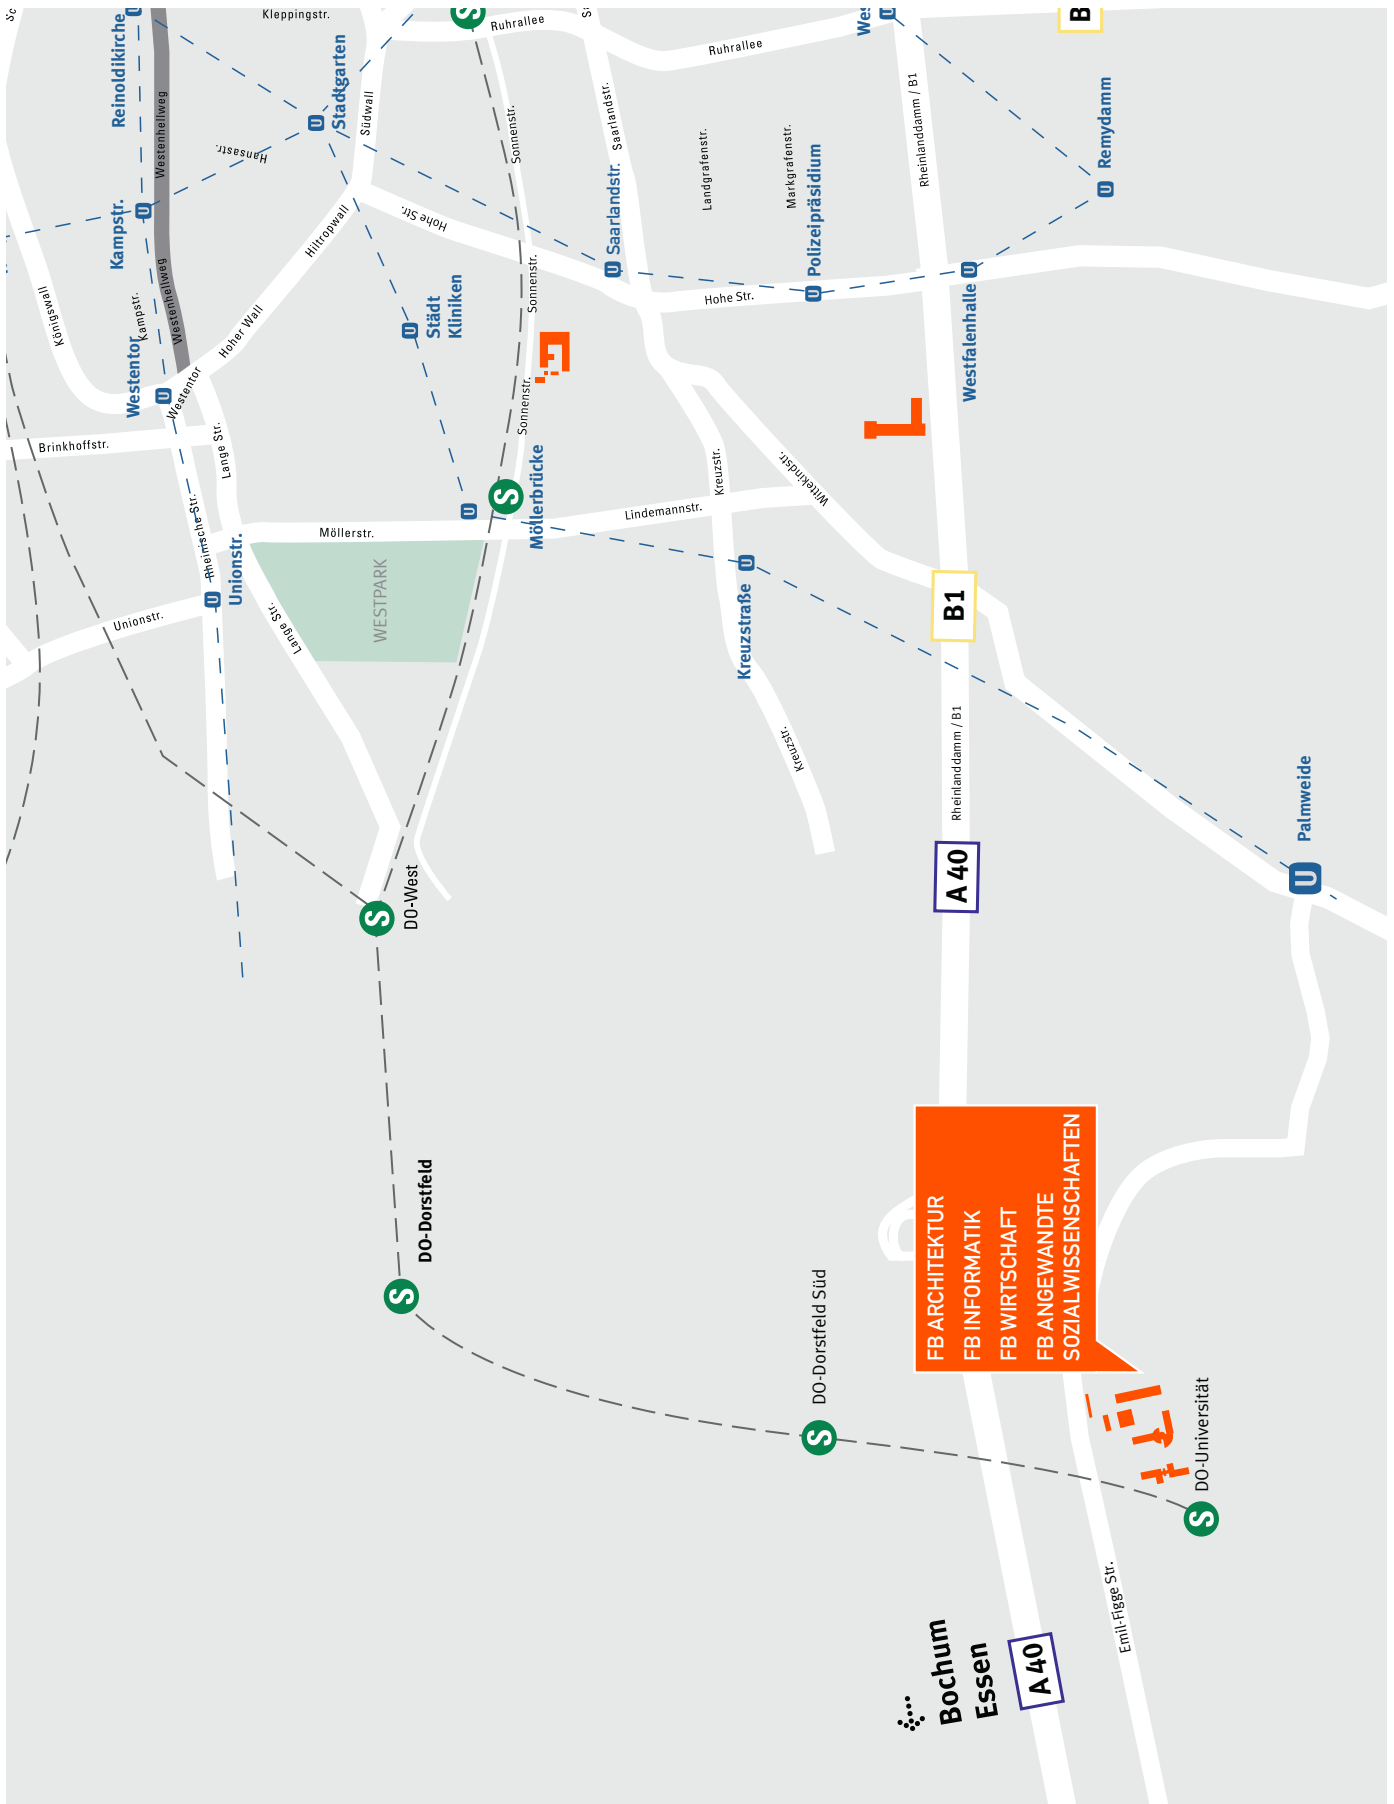 Kleppingstr.
Ruhrallee
Ruhrallee
Wes
B
Reinoldikirche
Westenhellweg
Stadtgarten
Südwall
Hansastr.
Sonnenstr.
Saarlandstr.
Landgrafenstr.
Markgrafenstr.
Rheinlanddamm / B1
Remydamm
U
Kampstr.
U
Hiltropwall
Hohe Str.
Saarlandstr.
U
Polizeipräsidium
U
U
Königswall
Kampstr.
Westenhellweg
Hoher Wall
Städt
Kliniken
U
Sonnenstr.
Hohe Str.
U
Westfalenhalle
Westentor
U
Westentor
Brinkhoffstr.
Lange Str.
Sonnenstr.
S
Möllerbrücke
U
Kreuzstr.
Wittekindstr.
Lindemannstr.
Rheinische Str.
Möllerstr.
Unionstr.
U
Unionstr.
Lange Str.
WESTPARK
Kreuzstraße
U
B1
Kreuzstr.
Rheinlanddamm / B1
Palmweide
U
A 40
DO-West
S
DO-Dorstfeld
S
DO-Dorstfeld Süd
S
FB ARCHITEKTUR
FB INFORMATIK
FB WIRTSCHAFT
FB ANGEWANDTE
SOZIALWISSENSCHAFTEN
DO-Universität
S
Emil-Figge Str.
Bochum
Essen
A 40